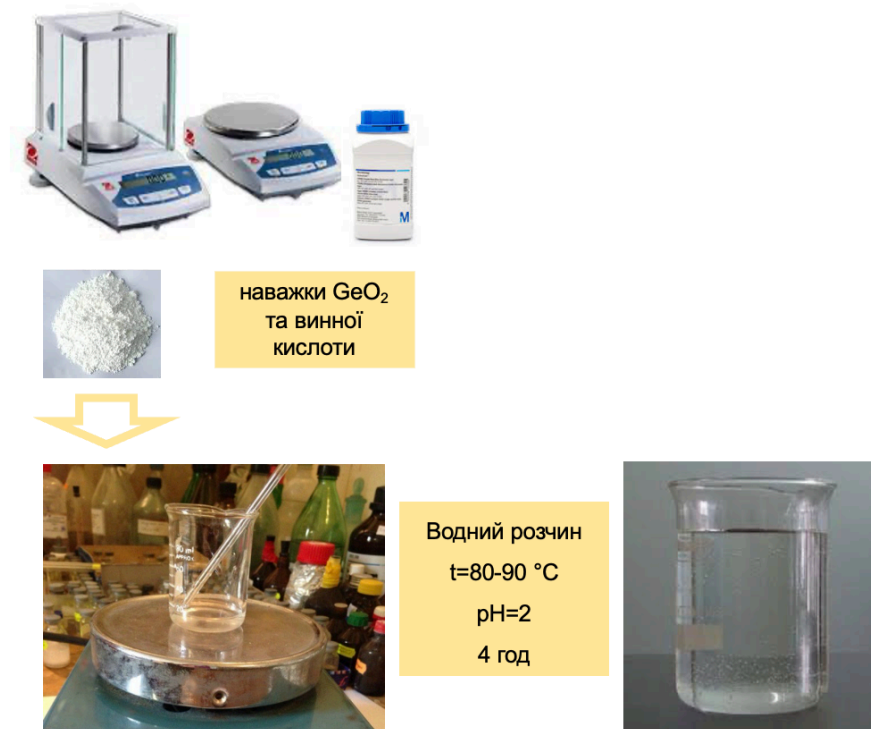 наважки GeO₂
та винної
кислоти
M
Водний розчин
t=80-90 °C
pH=2
4 год